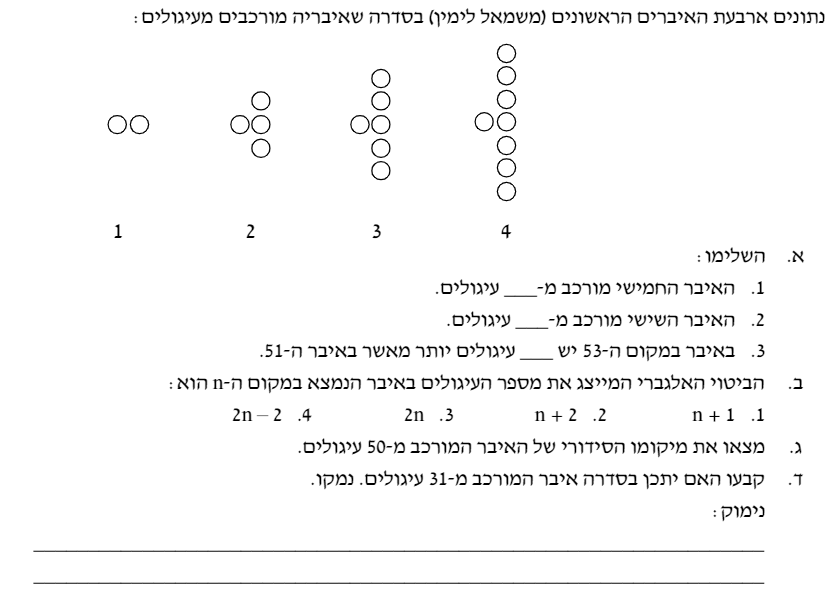 נתונים ארבעת האיברים הראשונים (משמאל לימין) בסדרה שאיבריה מורכבים מעיגולים:
1 2 3 4
א. השלימו:
1. האיבר החמישי מורכב מ-___ עיגולים.
2. האיבר השישי מורכב מ-___ עיגולים.
3. באיבר במקום ה-53 יש ___ עיגולים יותר מאשר באיבר ה-51.
ב. הביטוי האלגברי המייצג את מספר העיגולים באיבר הנמצא במקום ה-n הוא:
1. n + 1 2. n + 2 3. 2n 4. 2n – 2
ג. מצאו את מיקומו הסידורי של האיבר המורכב מ-50 עיגולים.
ד. קבעו האם יתכן בסדרה איבר המורכב מ-31 עיגולים. נמקו.
נימוק: